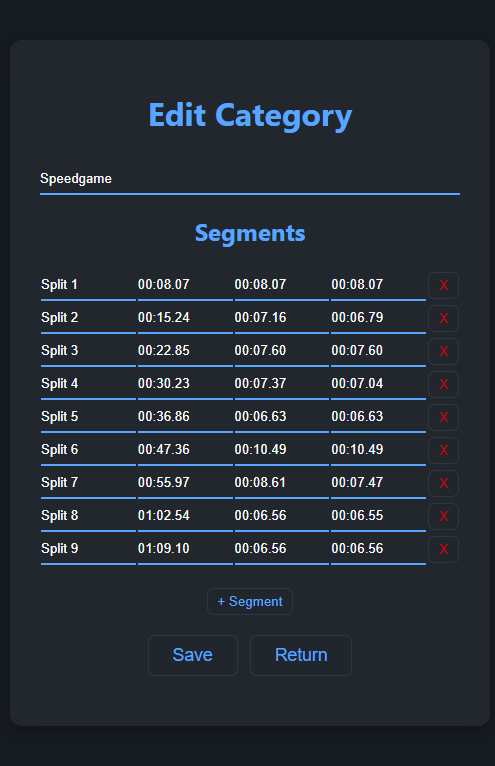 Edit Category
Speedgame
Segments
Split 1 00:08.07 00:08.07 00:08.07 X
Split 2 00:15.24 00:07.16 00:06.79 X
Split 3 00:22.85 00:07.60 00:07.60 X
Split 4 00:30.23 00:07.37 00:07.04 X
Split 5 00:36.86 00:06.63 00:06.63 X
Split 6 00:47.36 00:10.49 00:10.49 X
Split 7 00:55.97 00:08.61 00:07.47 X
Split 8 01:02.54 00:06.56 00:06.55 X
Split 9 01:09.10 00:06.56 00:06.56 X
+ Segment
Save Return